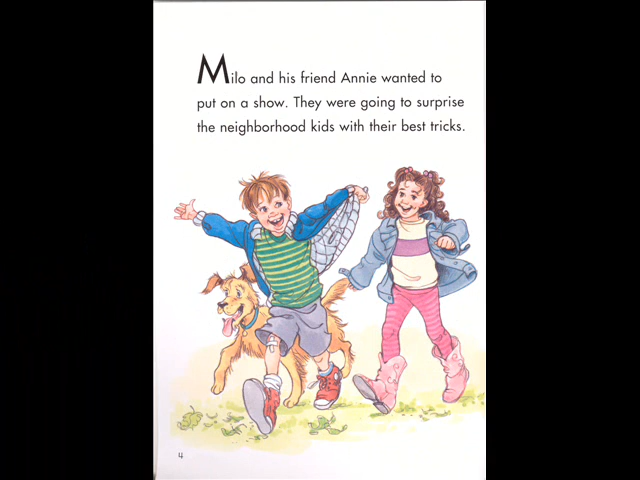 Milo and his friend Annie wanted to
put on a show. They were going to surprise
the neighborhood kids with their best tricks.
4